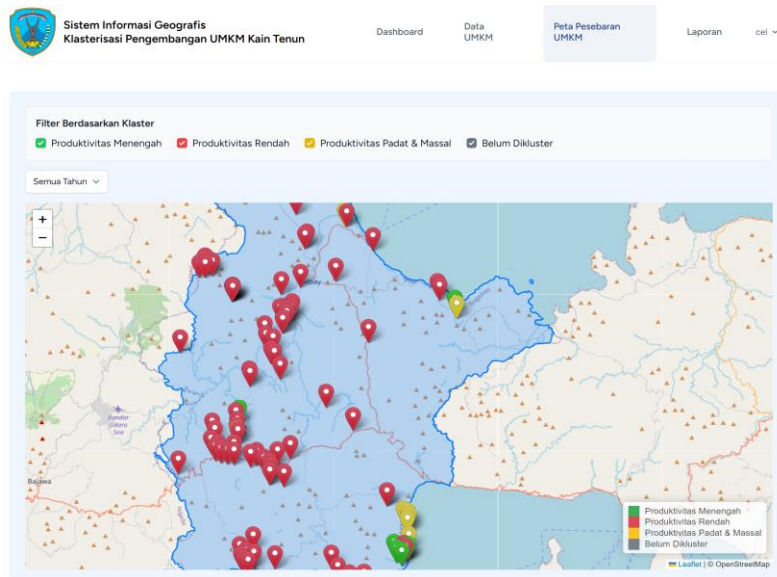 Sistem Informasi Geografis
Klasterisasi Pengembangan UMKM Kain Tenun
Dashboard
Data
UMKM
Peta Pesebaran
UMKM
Laporan
cei
Filter Berdasarkan Klaster
Produktivitas Menengah
Produktivitas Rendah
Produktivitas Padat & Massal
Belum Dikluster
Semua Tahun
+
−
Bandar
Udara
Soa
Bajawa
Produktivitas Menengah
Produktivitas Rendah
Produktivitas Padat & Massal
Belum Dikluster
Leaflet | © OpenStreetMap